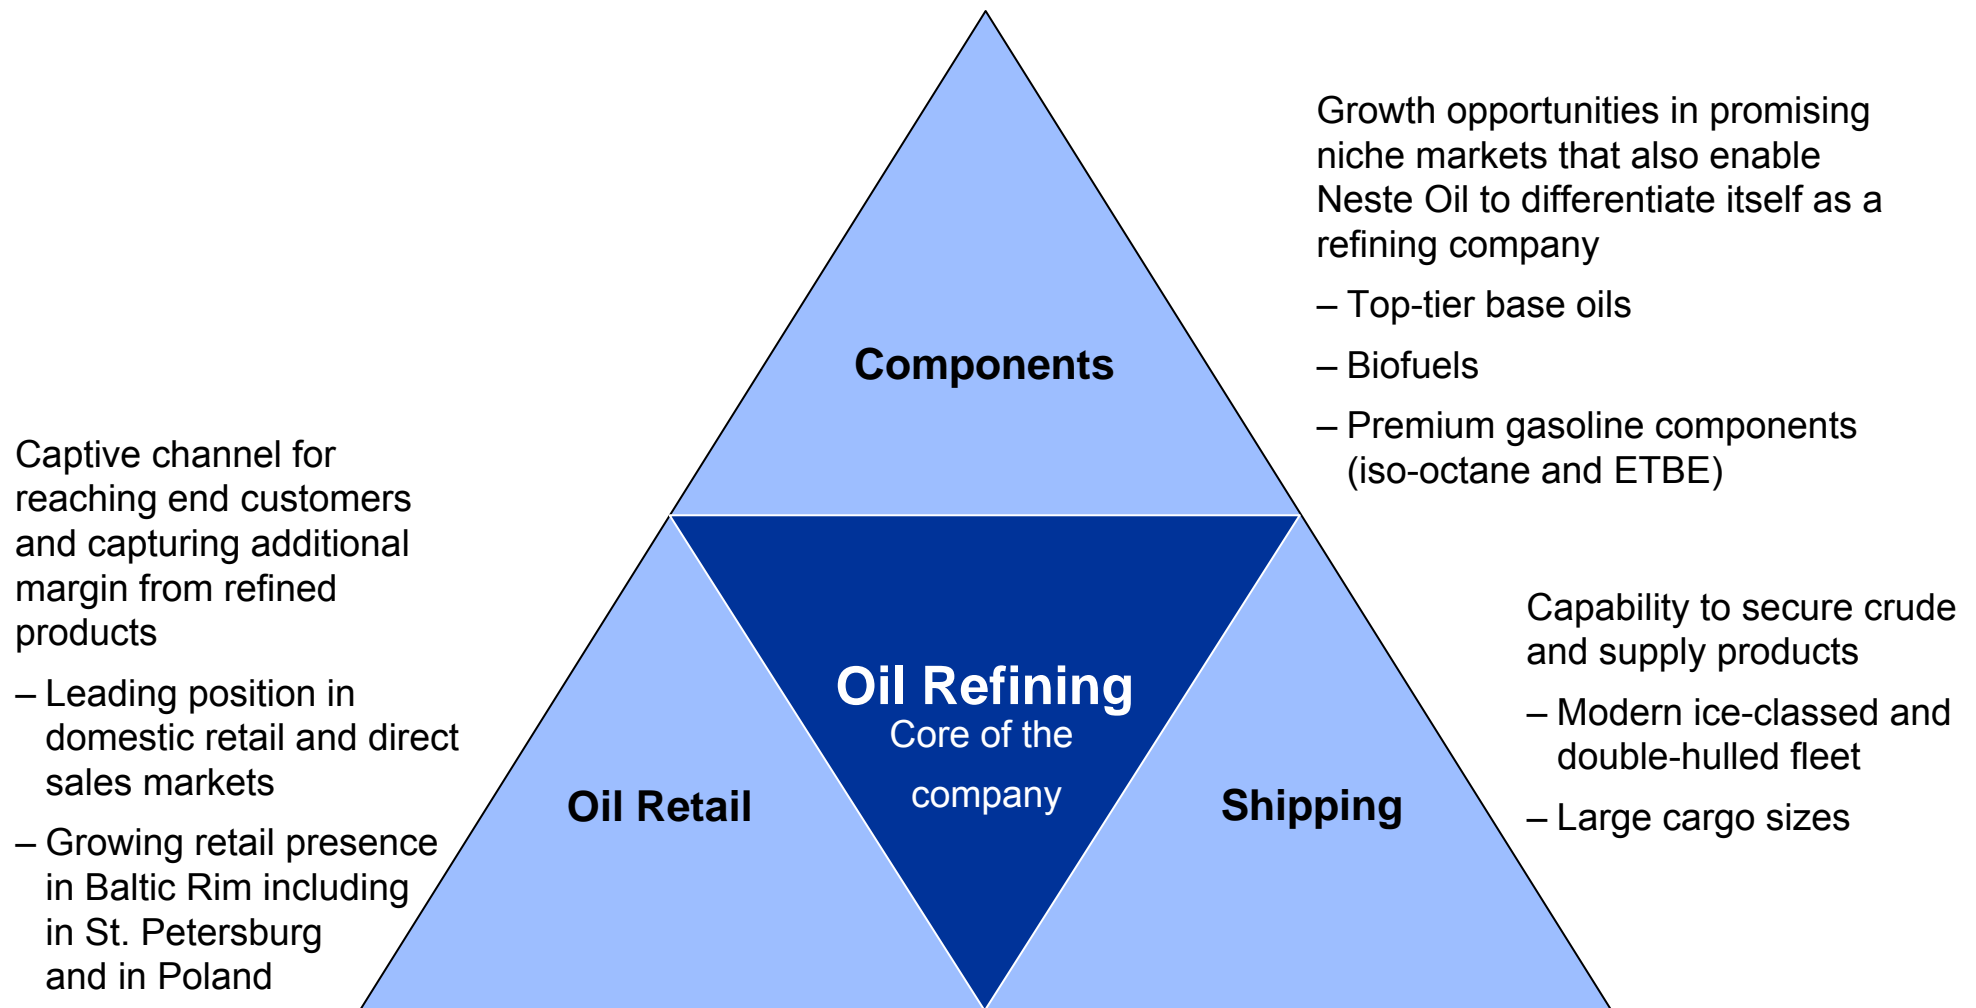 Growth opportunities in promising
niche markets that also enable
Neste Oil to differentiate itself as a
refining company
– Top-tier base oils
– Biofuels
– Premium gasoline components
(iso-octane and ETBE)
Components
Captive channel for
reaching end customers
and capturing additional
margin from refined
products
– Leading position in
domestic retail and direct
sales markets
– Growing retail presence
in Baltic Rim including
in St. Petersburg
and in Poland
Oil Retail
Oil Refining
Core of the
company
Shipping
Capability to secure crude
and supply products
– Modern ice-classed and
double-hulled fleet
– Large cargo sizes